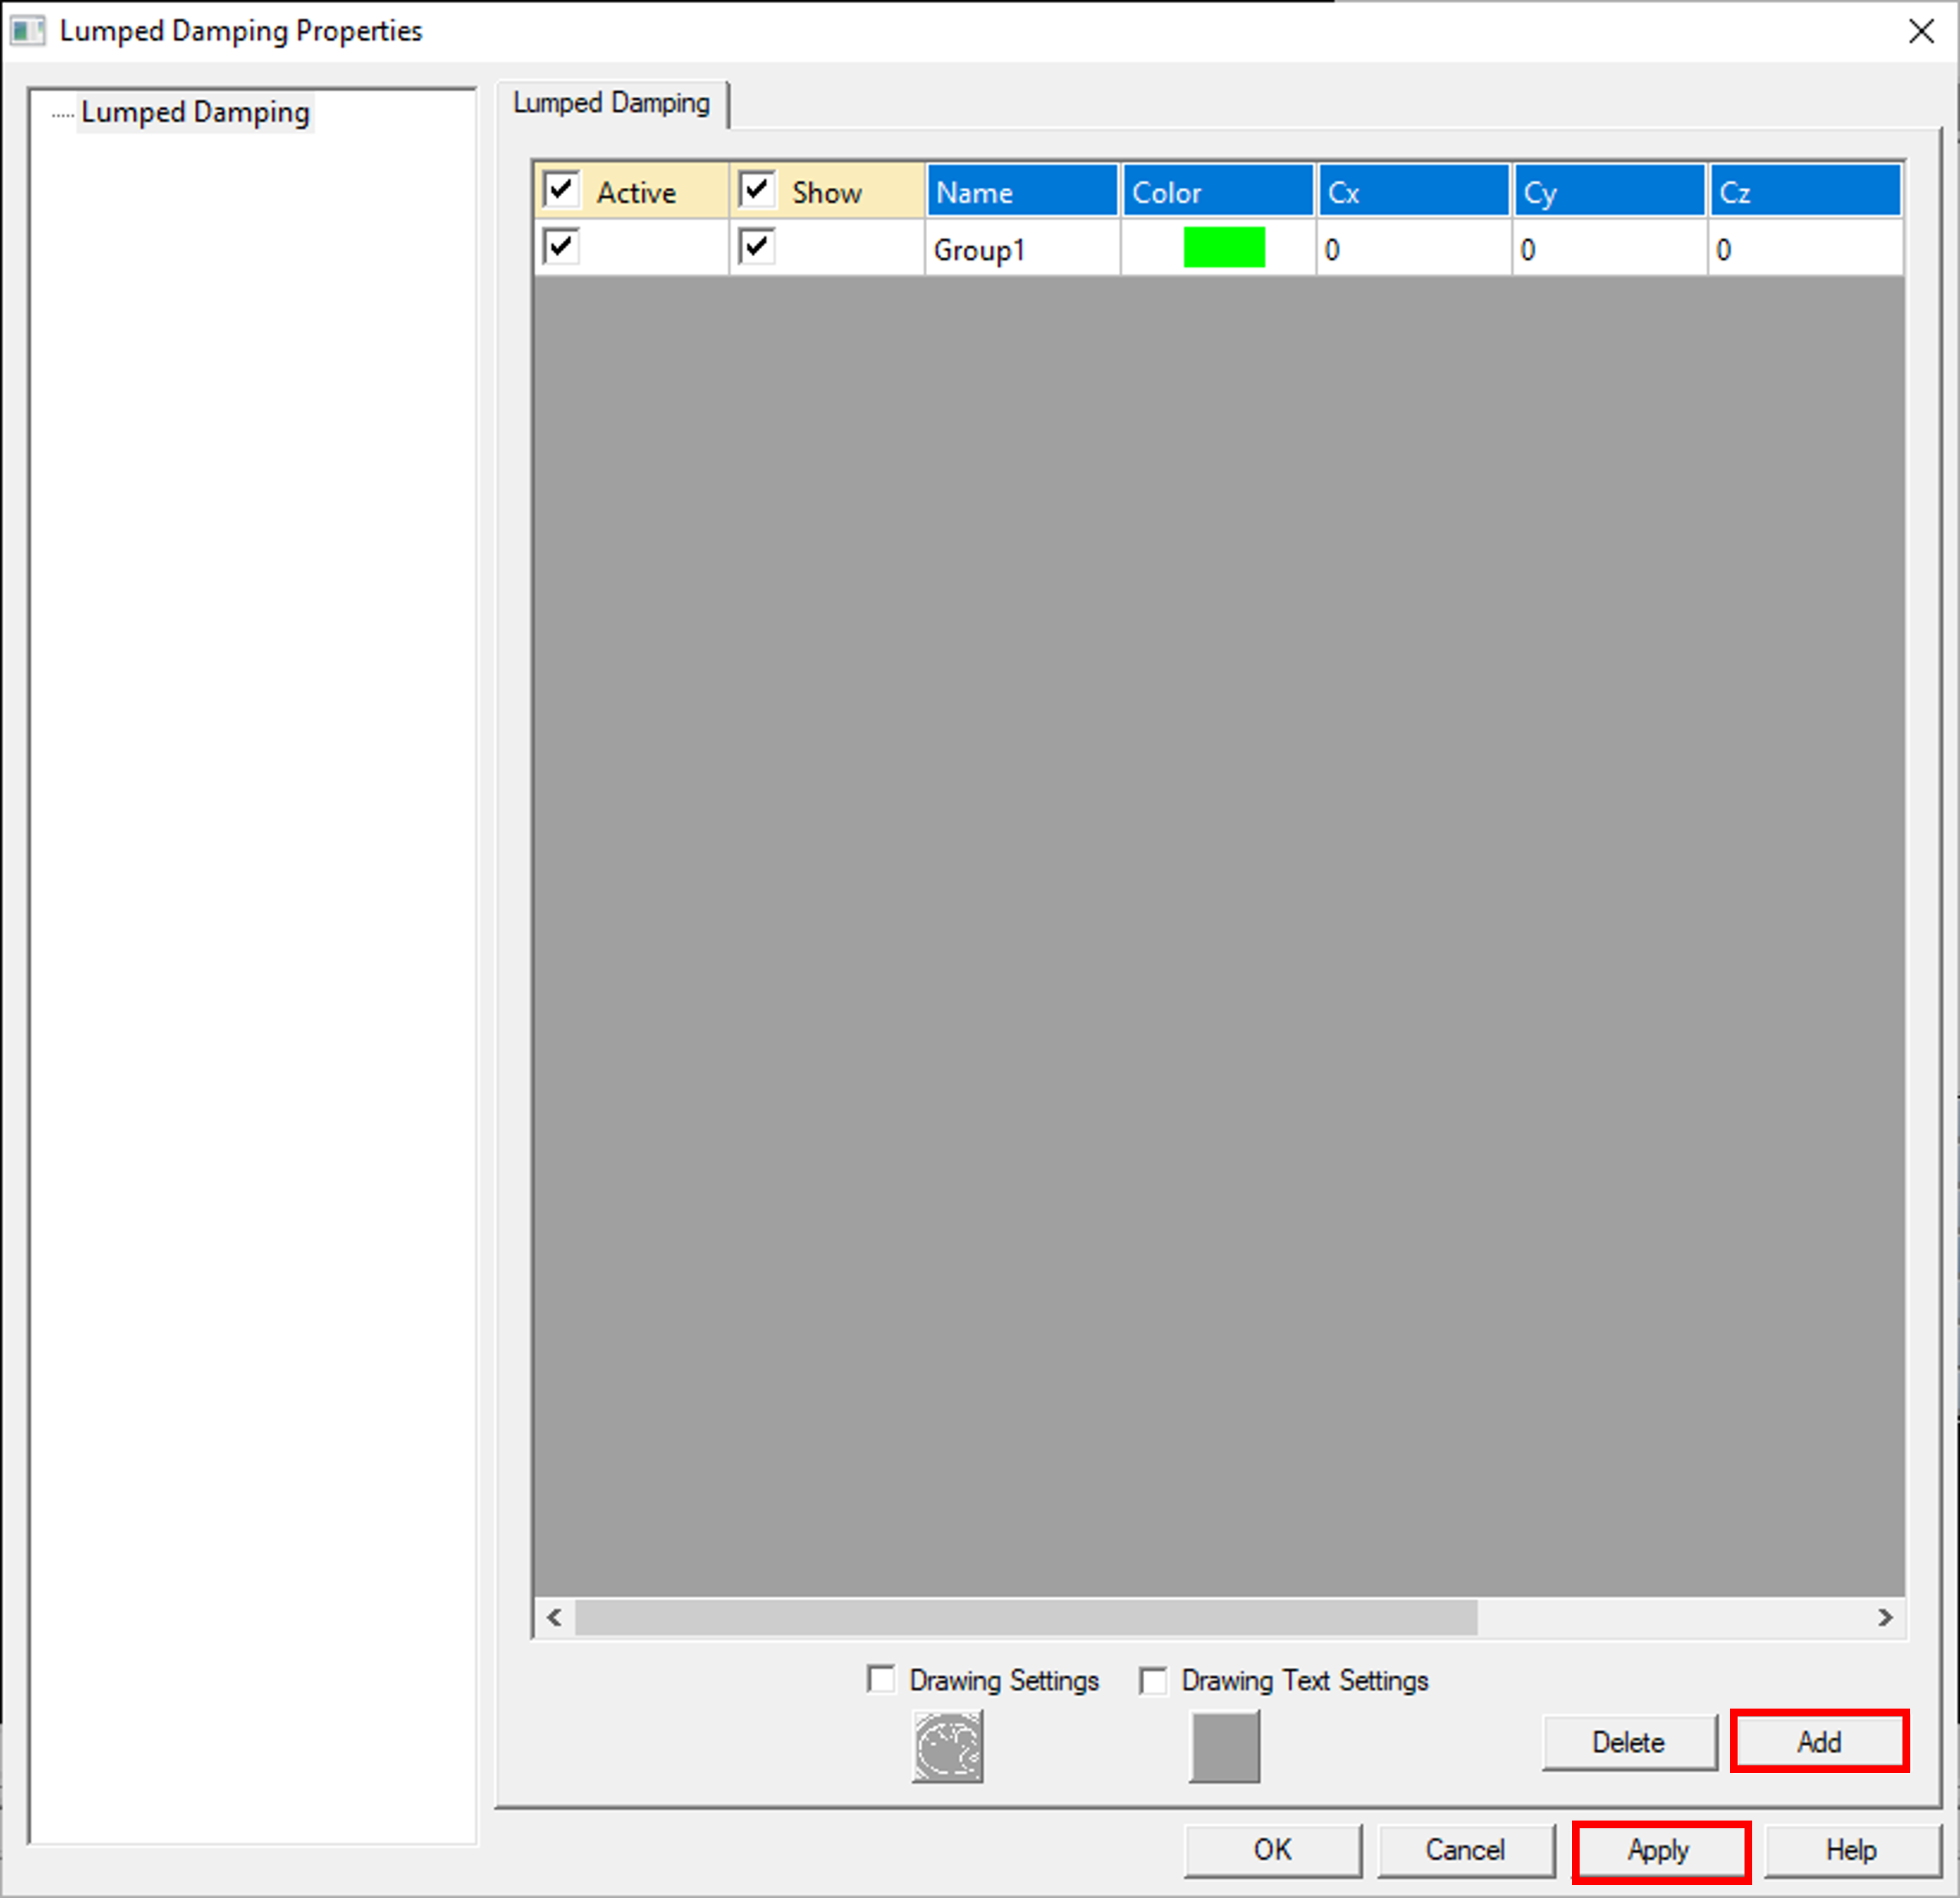 Lumped Damping Properties
Lumped Damping
Lumped Damping
Active Show Name Color Cx Cy Cz
Group1 0 0 0
Drawing Settings Drawing Text Settings
Delete Add
OK Cancel Apply Help